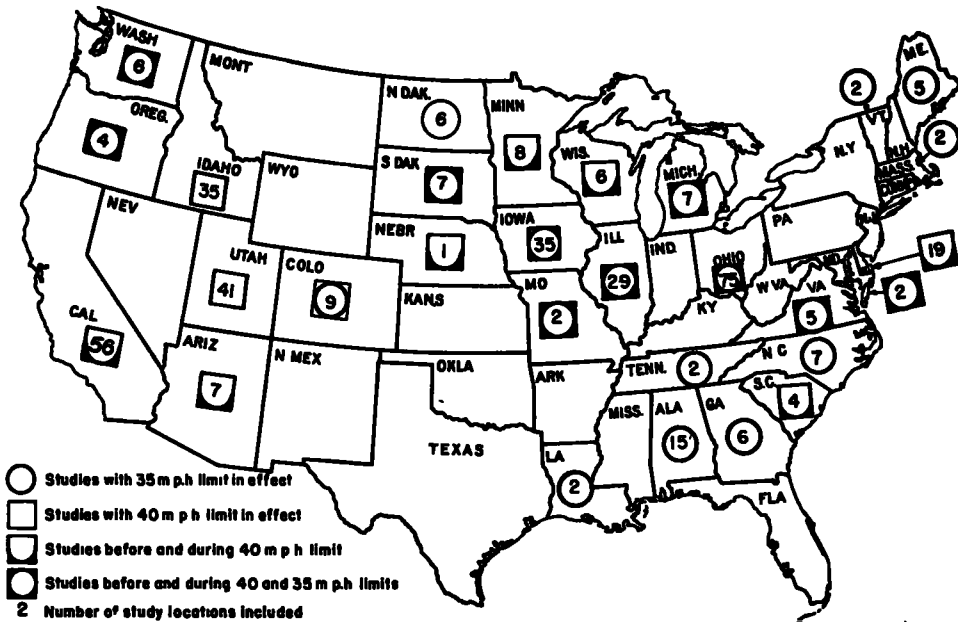 WASH
6
MONT
N DAK.
6
MINN
8
ME.
5
2
VT.
N.H.
2
OREG.
4
IDAHO
35
WYO
S DAK
7
WIS.
6
MICH.
7
N.Y
MASS
CONN
NEV
NEBR
1
IOWA
35
ILL
29
IND.
OHIO
75
PA
N.J.
MD.
19
UTAH
41
COLO
9
KANS
MO
2
KY
W VA
VA
5
2
CAL
56
ARIZ
7
N MEX
OKLA
ARK
TENN.
2
N C
7
S.C.
4
TEXAS
LA
2
MISS.
ALA
15
GA
6
FLA
Studies with 35 m p.h limit in effect
Studies with 40 m p h limit in effect
Studies before and during 40 m p h limit
Studies before and during 40 and 35 m p.h limits
2 Number of study locations included